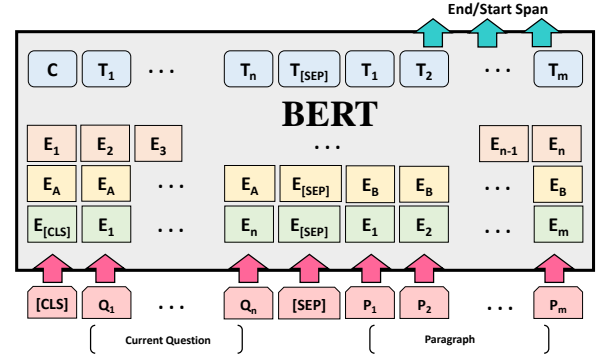 End/Start Span
C T1 ... Tn T[SEP] T1 T2 ... Tm
BERT
E1 E2 E3 ... En-1 En
EA EA ... EA E[SEP] EB EB ... EB
E[CLS] E1 ... En E[SEP] E1 E2 ... Em
[CLS] Q1 ... Qn [SEP] P1 P2 ... Pm
Current Question Paragraph